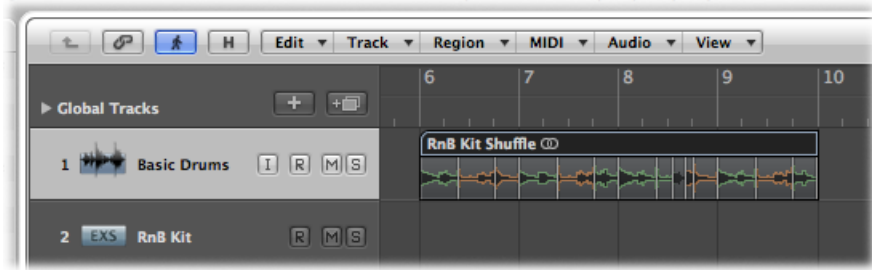 H Edit Track Region MIDI Audio View
6 7 8 9 10
Global Tracks + +
RnB Kit Shuffle
1 Basic Drums I R M S
2 EXS RnB Kit R M S